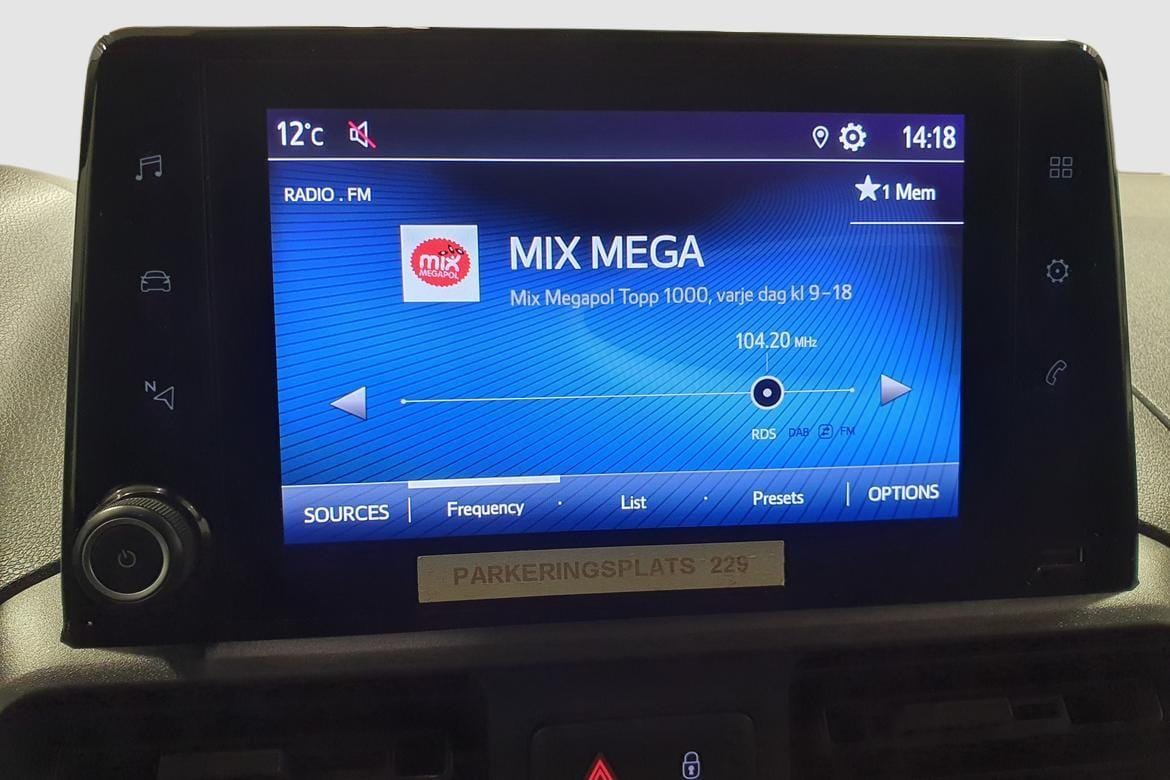 12°C
14:18
RADIO . FM
★1 Mem
mix
MEGAPOL
MIX MEGA
Mix Megapol Topp 1000, varje dag kl 9-18
104.20 MHz
N
RDS DAB FM
SOURCES Frequency · List · Presets OPTIONS
PARKERINGSPLATS 229